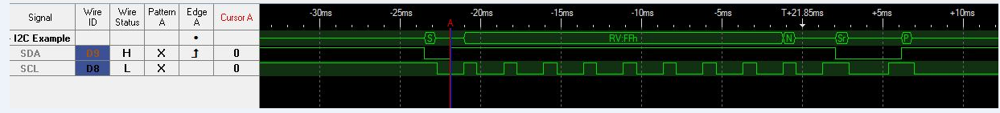 Signal Wire ID Wire Status Pattern A Edge A Cursor A -30ms -25ms -20ms -15ms -10ms -5ms T+21.85ms +5ms +10ms
A
I2C Example • S RV:FFh N Sr P
SDA D9 H X 0
SCL D8 L X 0